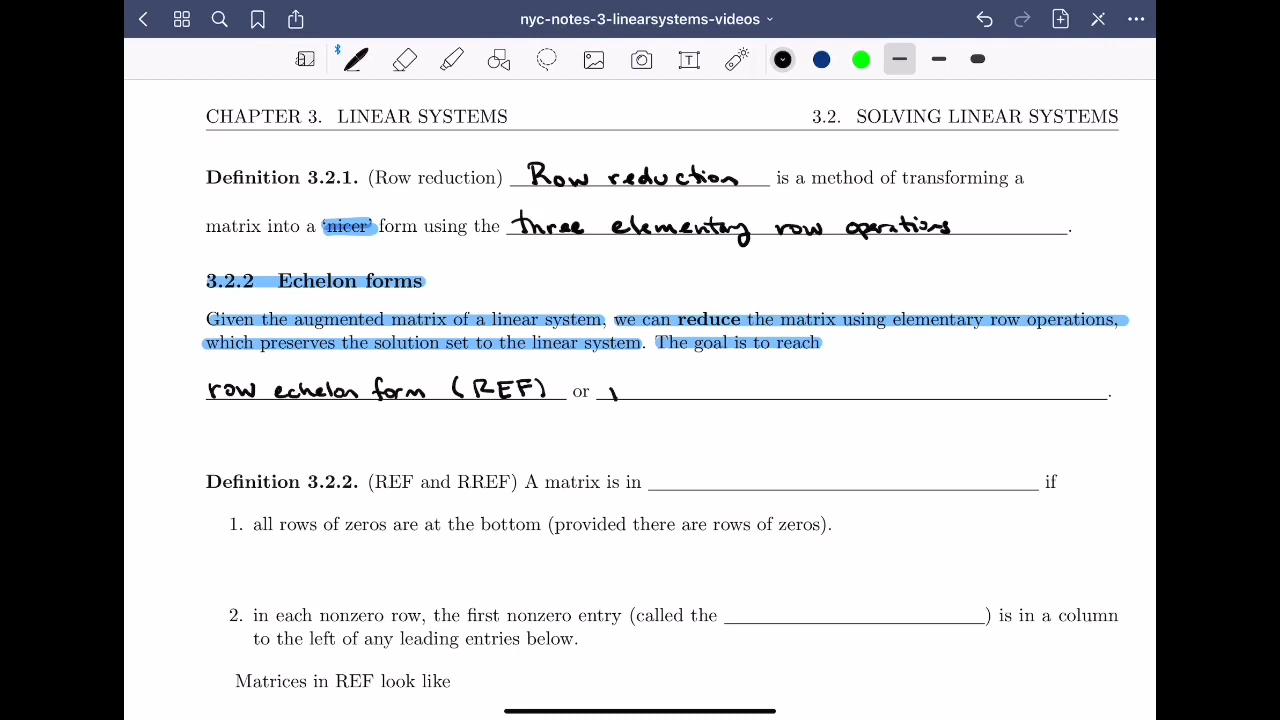 nyc-notes-3-linearsystems-videos
CHAPTER 3. LINEAR SYSTEMS 3.2. SOLVING LINEAR SYSTEMS
Definition 3.2.1. (Row reduction) Row reduction is a method of transforming a
matrix into a 'nicer' form using the three elementary row operations.
3.2.2 Echelon forms
Given the augmented matrix of a linear system, we can reduce the matrix using elementary row operations,
which preserves the solution set to the linear system. The goal is to reach
row echelon form (REF) or .
Definition 3.2.2. (REF and RREF) A matrix is in if
1. all rows of zeros are at the bottom (provided there are rows of zeros).
2. in each nonzero row, the first nonzero entry (called the ) is in a column
to the left of any leading entries below.
Matrices in REF look like